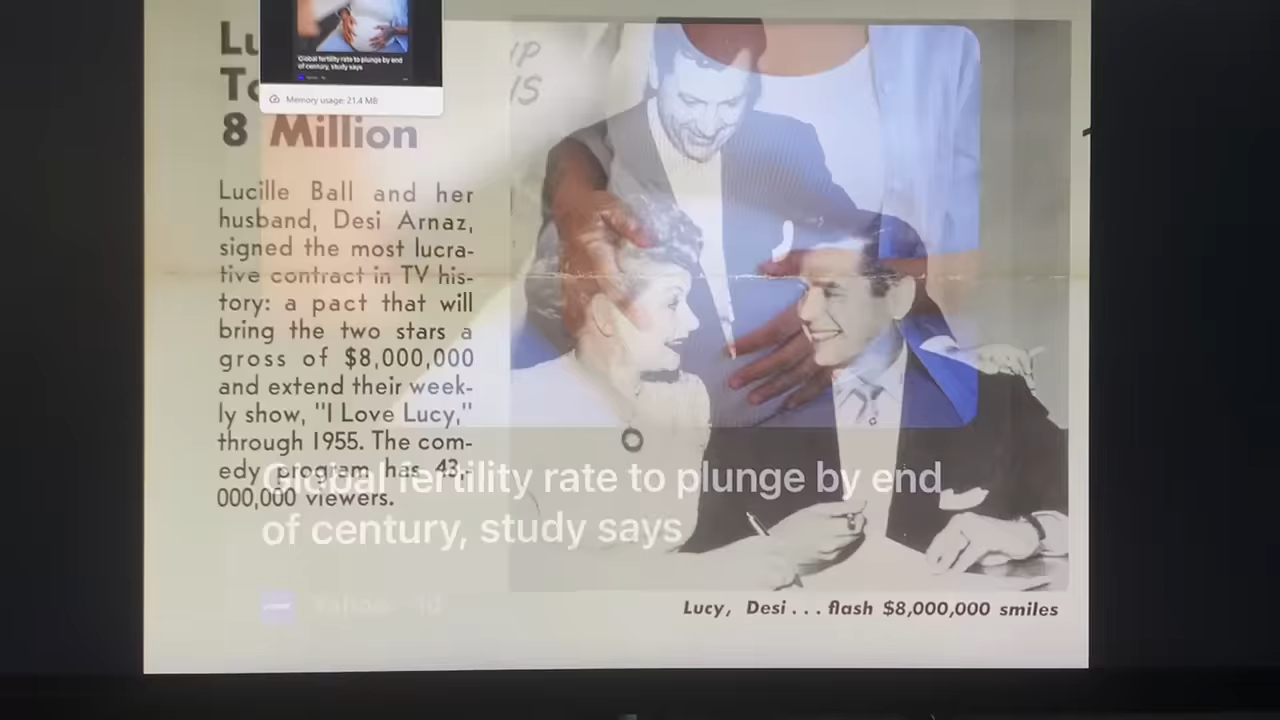 Lu
To
8 Million
Global fertility rate to plunge by end
of century, study says
Memory usage: 21.4 MB
Lucille Ball and her
husband, Desi Arnaz,
signed the most lucra-
tive contract in TV his-
tory: a pact that will
bring the two stars a
gross of $8,000,000
and extend their week-
ly show, "I Love Lucy,"
through 1955. The com-
edy program has 43,-
000,000 viewers.
Global fertility rate to plunge by end
of century, study says
Lucy, Desi . . . flash $8,000,000 smiles